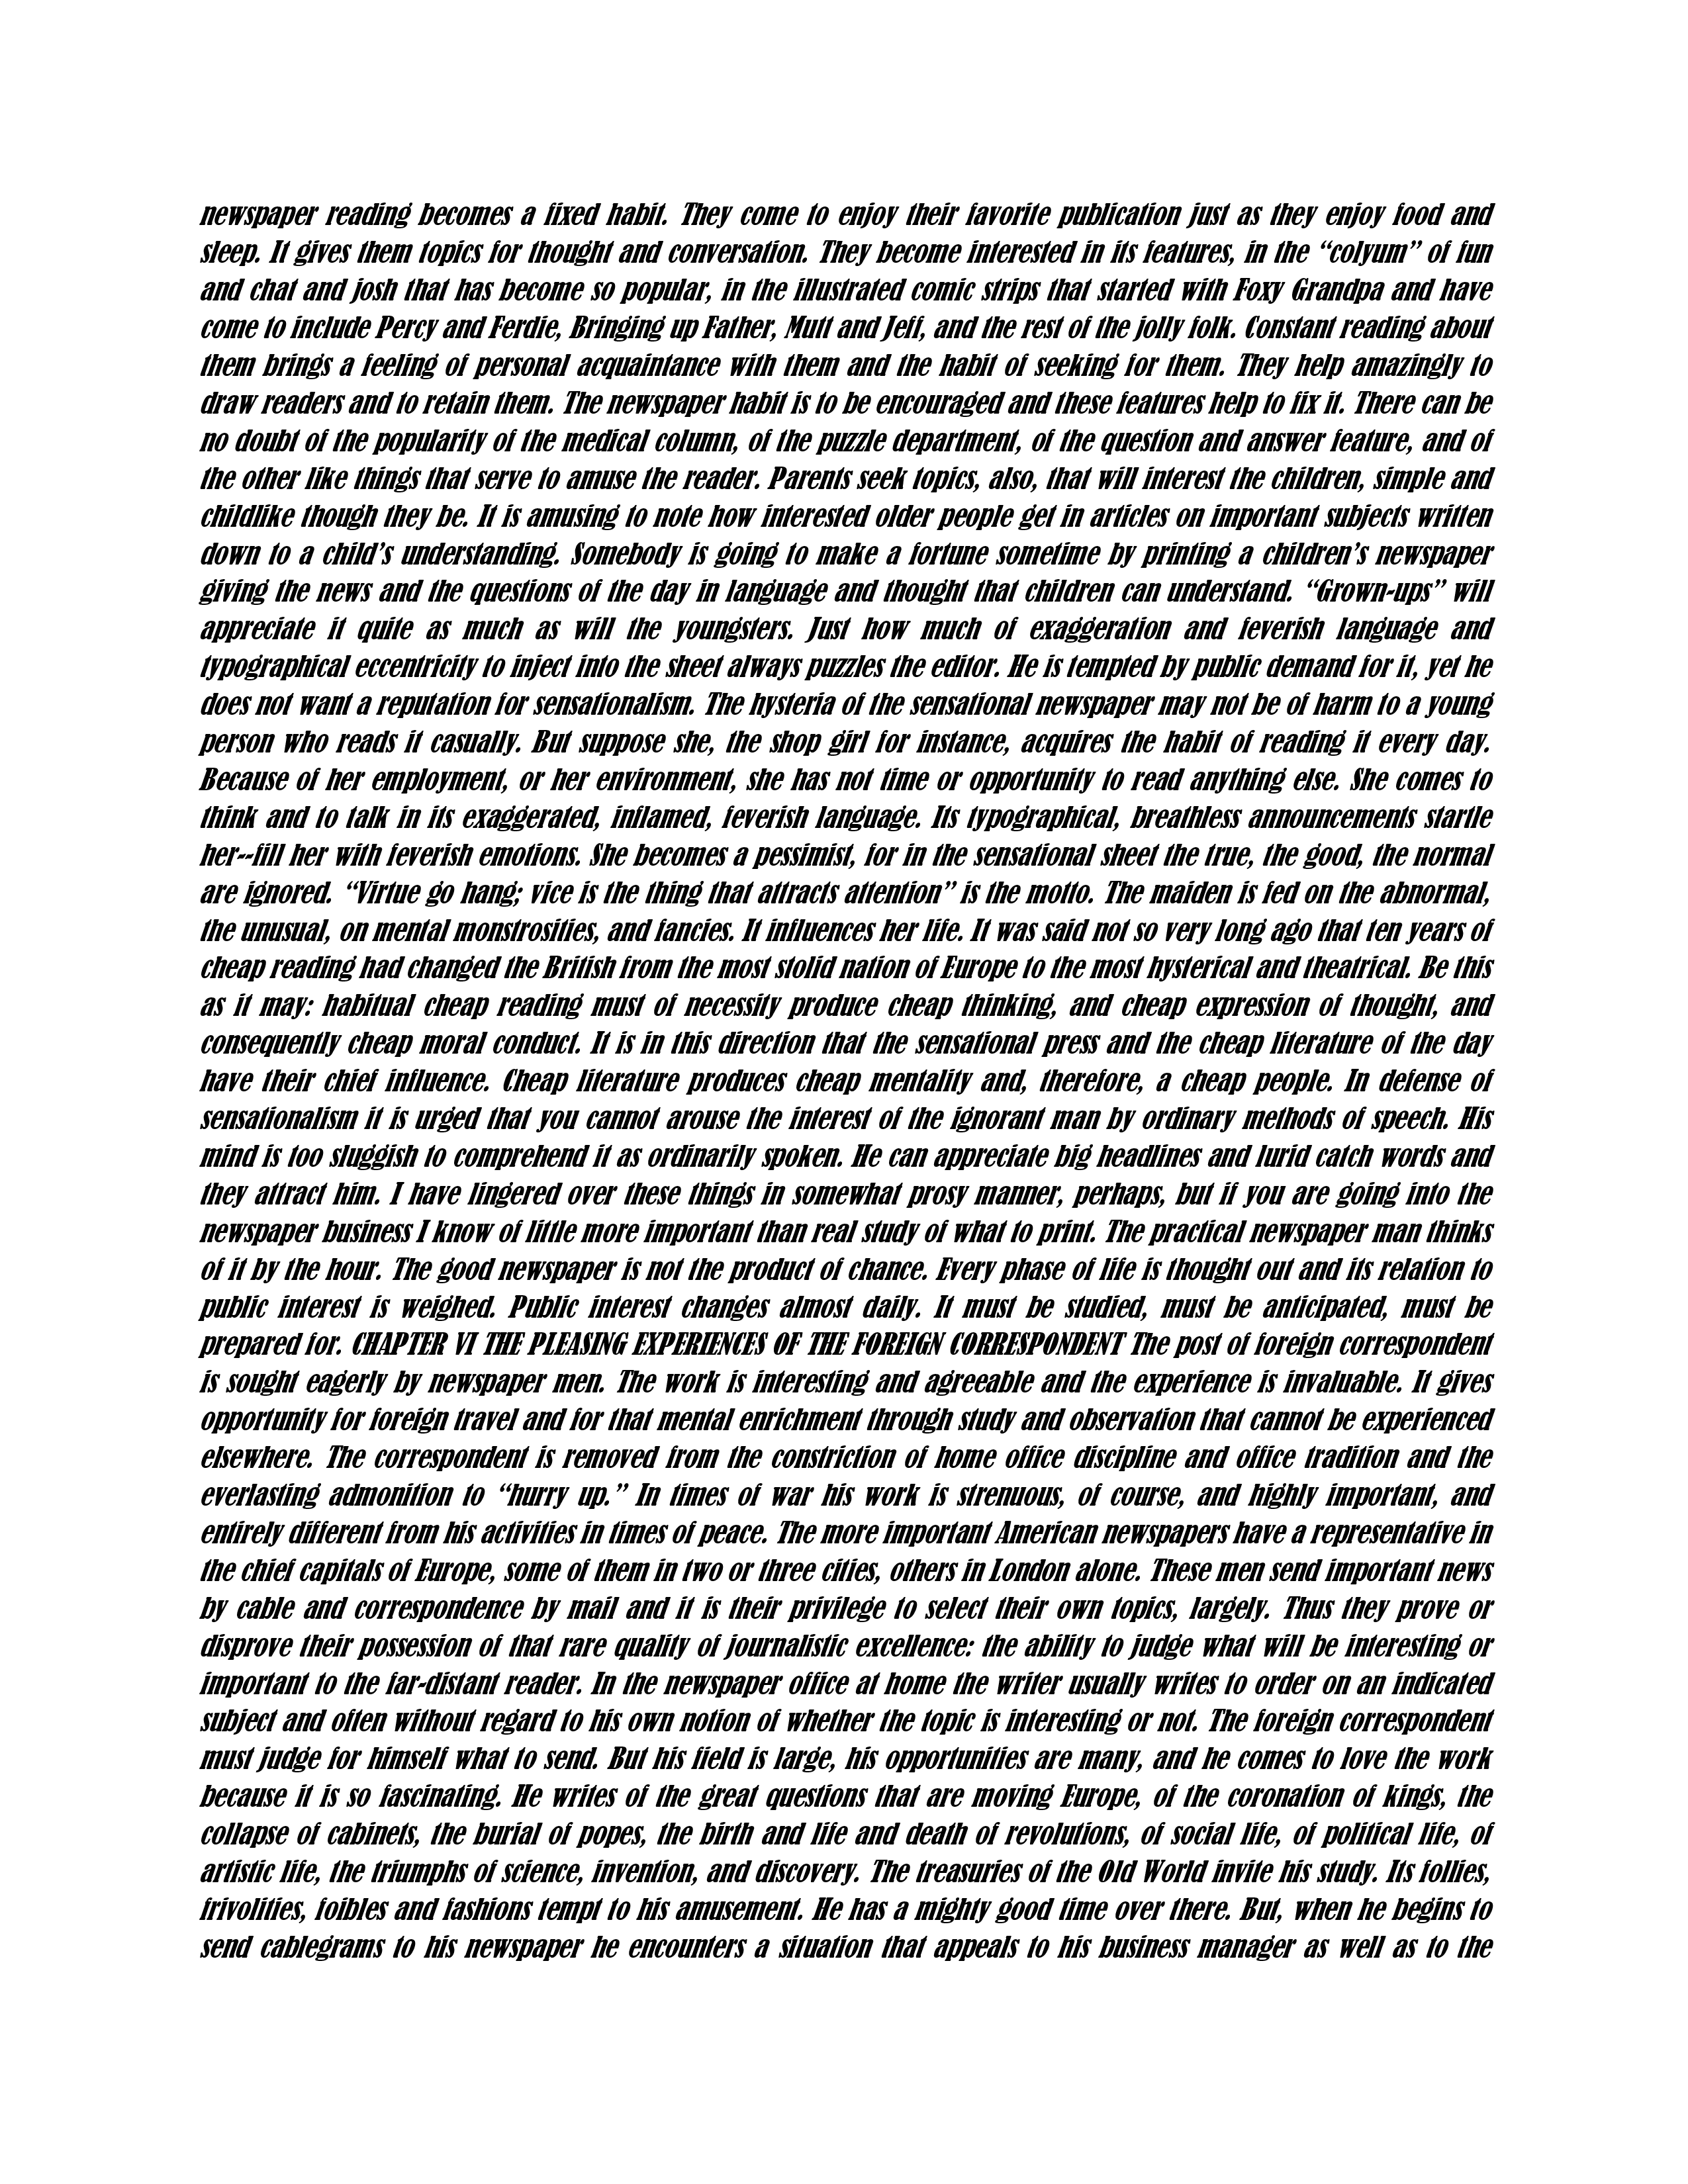 newspaper reading becomes a fixed habit. They come to enjoy their favorite publication just as they enjoy food and
sleep. It gives them topics for thought and conversation. They become interested in its features, in the “colyum” of fun
and chat and josh that has become so popular, in the illustrated comic strips that started with Foxy Grandpa and have
come to include Percy and Ferdie, Bringing up Father, Mutt and Jeff, and the rest of the jolly folk. Constant reading about
them brings a feeling of personal acquaintance with them and the habit of seeking for them. They help amazingly to
draw readers and to retain them. The newspaper habit is to be encouraged and these features help to fix it. There can be
no doubt of the popularity of the medical column, of the puzzle department, of the question and answer feature, and of
the other like things that serve to amuse the reader. Parents seek topics, also, that will interest the children, simple and
childlike though they be. It is amusing to note how interested older people get in articles on important subjects written
down to a child’s understanding. Somebody is going to make a fortune sometime by printing a children’s newspaper
giving the news and the questions of the day in language and thought that children can understand. “Grown-ups” will
appreciate it quite as much as will the youngsters. Just how much of exaggeration and feverish language and
typographical eccentricity to inject into the sheet always puzzles the editor. He is tempted by public demand for it, yet he
does not want a reputation for sensationalism. The hysteria of the sensational newspaper may not be of harm to a young
person who reads it casually. But suppose she, the shop girl for instance, acquires the habit of reading it every day.
Because of her employment, or her environment, she has not time or opportunity to read anything else. She comes to
think and to talk in its exaggerated, inflamed, feverish language. Its typographical, breathless announcements startle
her--fill her with feverish emotions. She becomes a pessimist, for in the sensational sheet the true, the good, the normal
are ignored. “Virtue go hang; vice is the thing that attracts attention” is the motto. The maiden is fed on the abnormal,
the unusual, on mental monstrosities, and fancies. It influences her life. It was said not so very long ago that ten years of
cheap reading had changed the British from the most stolid nation of Europe to the most hysterical and theatrical. Be this
as it may: habitual cheap reading must of necessity produce cheap thinking, and cheap expression of thought, and
consequently cheap moral conduct. It is in this direction that the sensational press and the cheap literature of the day
have their chief influence. Cheap literature produces cheap mentality and, therefore, a cheap people. In defense of
sensationalism it is urged that you cannot arouse the interest of the ignorant man by ordinary methods of speech. His
mind is too sluggish to comprehend it as ordinarily spoken. He can appreciate big headlines and lurid catch words and
they attract him. I have lingered over these things in somewhat prosy manner, perhaps, but if you are going into the
newspaper business I know of little more important than real study of what to print. The practical newspaper man thinks
of it by the hour. The good newspaper is not the product of chance. Every phase of life is thought out and its relation to
public interest is weighed. Public interest changes almost daily. It must be studied, must be anticipated, must be
prepared for. CHAPTER VI THE PLEASING EXPERIENCES OF THE FOREIGN CORRESPONDENT The post of foreign correspondent
is sought eagerly by newspaper men. The work is interesting and agreeable and the experience is invaluable. It gives
opportunity for foreign travel and for that mental enrichment through study and observation that cannot be experienced
elsewhere. The correspondent is removed from the constriction of home office discipline and office tradition and the
everlasting admonition to “hurry up.” In times of war his work is strenuous, of course, and highly important, and
entirely different from his activities in times of peace. The more important American newspapers have a representative in
the chief capitals of Europe, some of them in two or three cities, others in London alone. These men send important news
by cable and correspondence by mail and it is their privilege to select their own topics, largely. Thus they prove or
disprove their possession of that rare quality of journalistic excellence: the ability to judge what will be interesting or
important to the far-distant reader. In the newspaper office at home the writer usually writes to order on an indicated
subject and often without regard to his own notion of whether the topic is interesting or not. The foreign correspondent
must judge for himself what to send. But his field is large, his opportunities are many, and he comes to love the work
because it is so fascinating. He writes of the great questions that are moving Europe, of the coronation of kings, the
collapse of cabinets, the burial of popes, the birth and life and death of revolutions, of social life, of political life, of
artistic life, the triumphs of science, invention, and discovery. The treasuries of the Old World invite his study. Its follies,
frivolities, foibles and fashions tempt to his amusement. He has a mighty good time over there. But, when he begins to
send cablegrams to his newspaper he encounters a situation that appeals to his business manager as well as to the